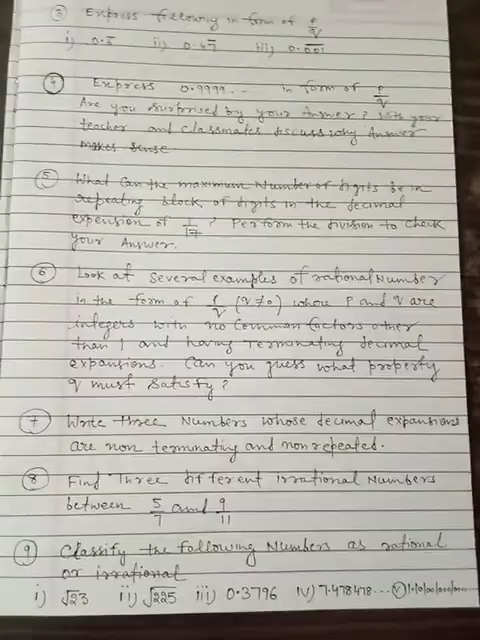 ③ Express following in form of p/q
i) 0.5̅ ii) 0.47̅ iii) 0.0̅0̅1̅
④ Express 0.9999.. in form of p/q
Are you surprised by your Answer? With your
teacher and classmates discuss why Answer
makes sense
⑤ What can the maximum Number of digits be in
repeating block of digits in the decimal
expension of 1/17 ? Perform the division to check
your Answer.
⑥ Look at several examples of rational Number
in the form of p/q (q≠0) whose P and q are
integers with no Common factors other
than 1 and having Terminating decimal
expansions. Can you guess what property
q must satisfy?
⑦ Write three Numbers whose decimal expansions
are non terminating and non repeated.
⑧ Find Three different irrational Numbers
between 5/7 and 9/11
⑨ Classify the following Numbers as rational
or irrational
i) √23 ii) √225 iii) 0.3796 iv) 7.478478...